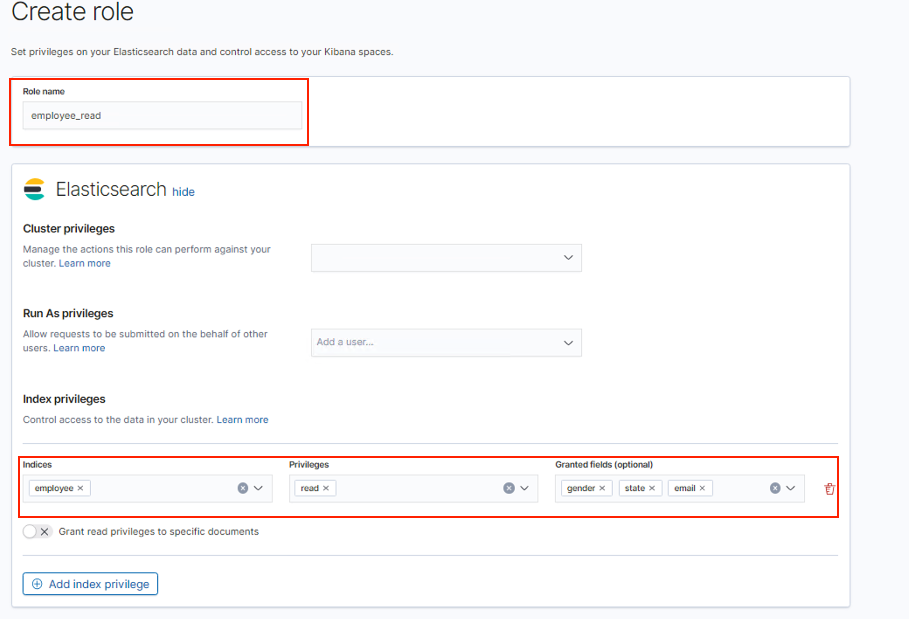 Create role
Set privileges on your Elasticsearch data and control access to your Kibana spaces.
Role name
employee_read
Elasticsearch hide
Cluster privileges
Manage the actions this role can perform against your
cluster. Learn more
Run As privileges
Allow requests to be submitted on the behalf of other
users. Learn more
Add a user...
Index privileges
Control access to the data in your cluster. Learn more
Indices Privileges Granted fields (optional)
employee read gender state email
Grant read privileges to specific documents
Add index privilege